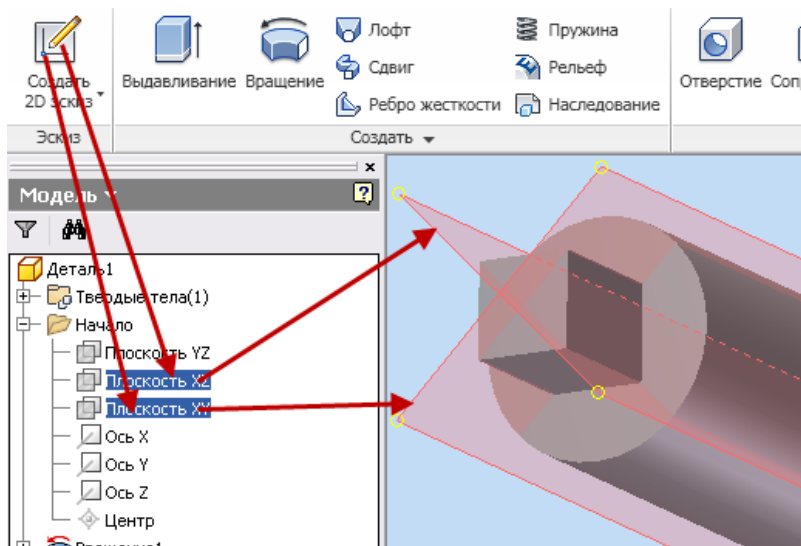 Создать
2D эскиз
Выдавливание
Вращение
Лофт
Сдвиг
Ребро жесткости
Пружина
Рельеф
Наследование
Отверстие
Эскиз
Создать
Модель
Деталь1
Твердые тела(1)
Начало
Плоскость YZ
Плоскость XZ
Плоскость XY
Ось X
Ось Y
Ось Z
Центр